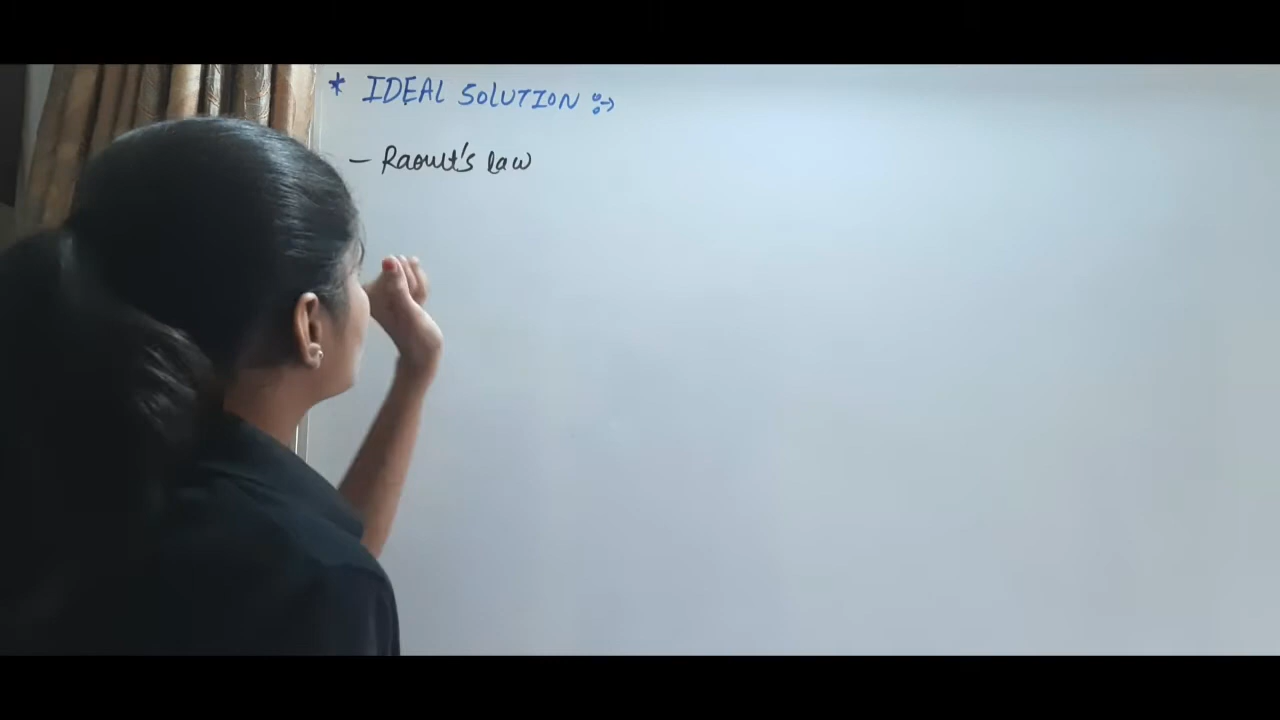 * IDEAL SOLUTION :→
- Raoult's law